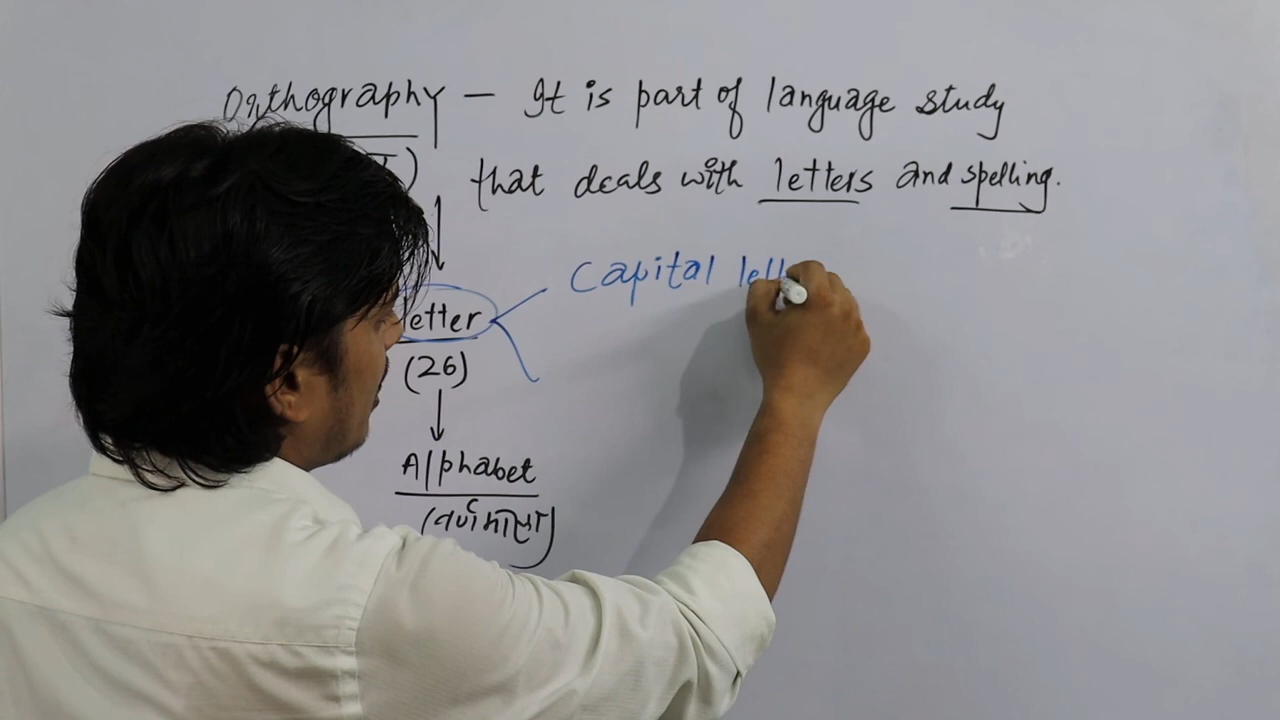 Orthography — It is part of language study
that deals with letters and spelling.
Capital lett
letter
(26)
Alphabet
(वर्णमाला)